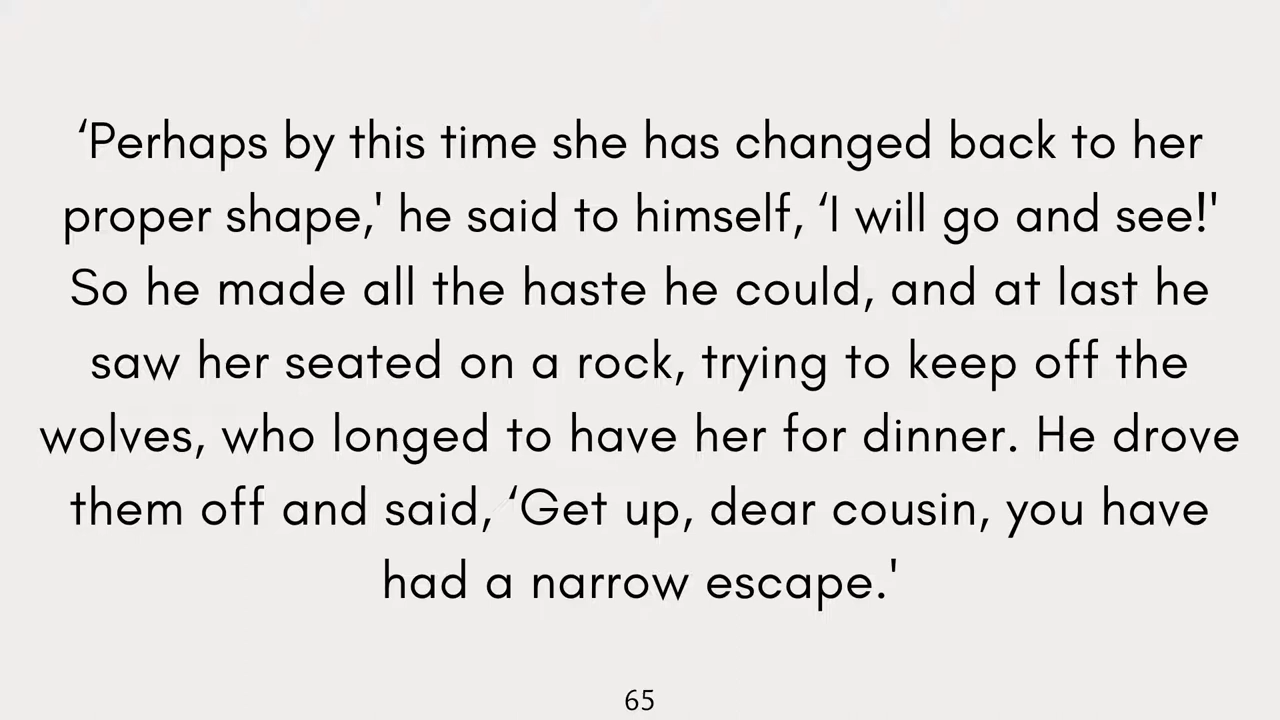 ‘Perhaps by this time she has changed back to her
proper shape,' he said to himself, ‘I will go and see!'
So he made all the haste he could, and at last he
saw her seated on a rock, trying to keep off the
wolves, who longed to have her for dinner. He drove
them off and said, ‘Get up, dear cousin, you have
had a narrow escape.'
65